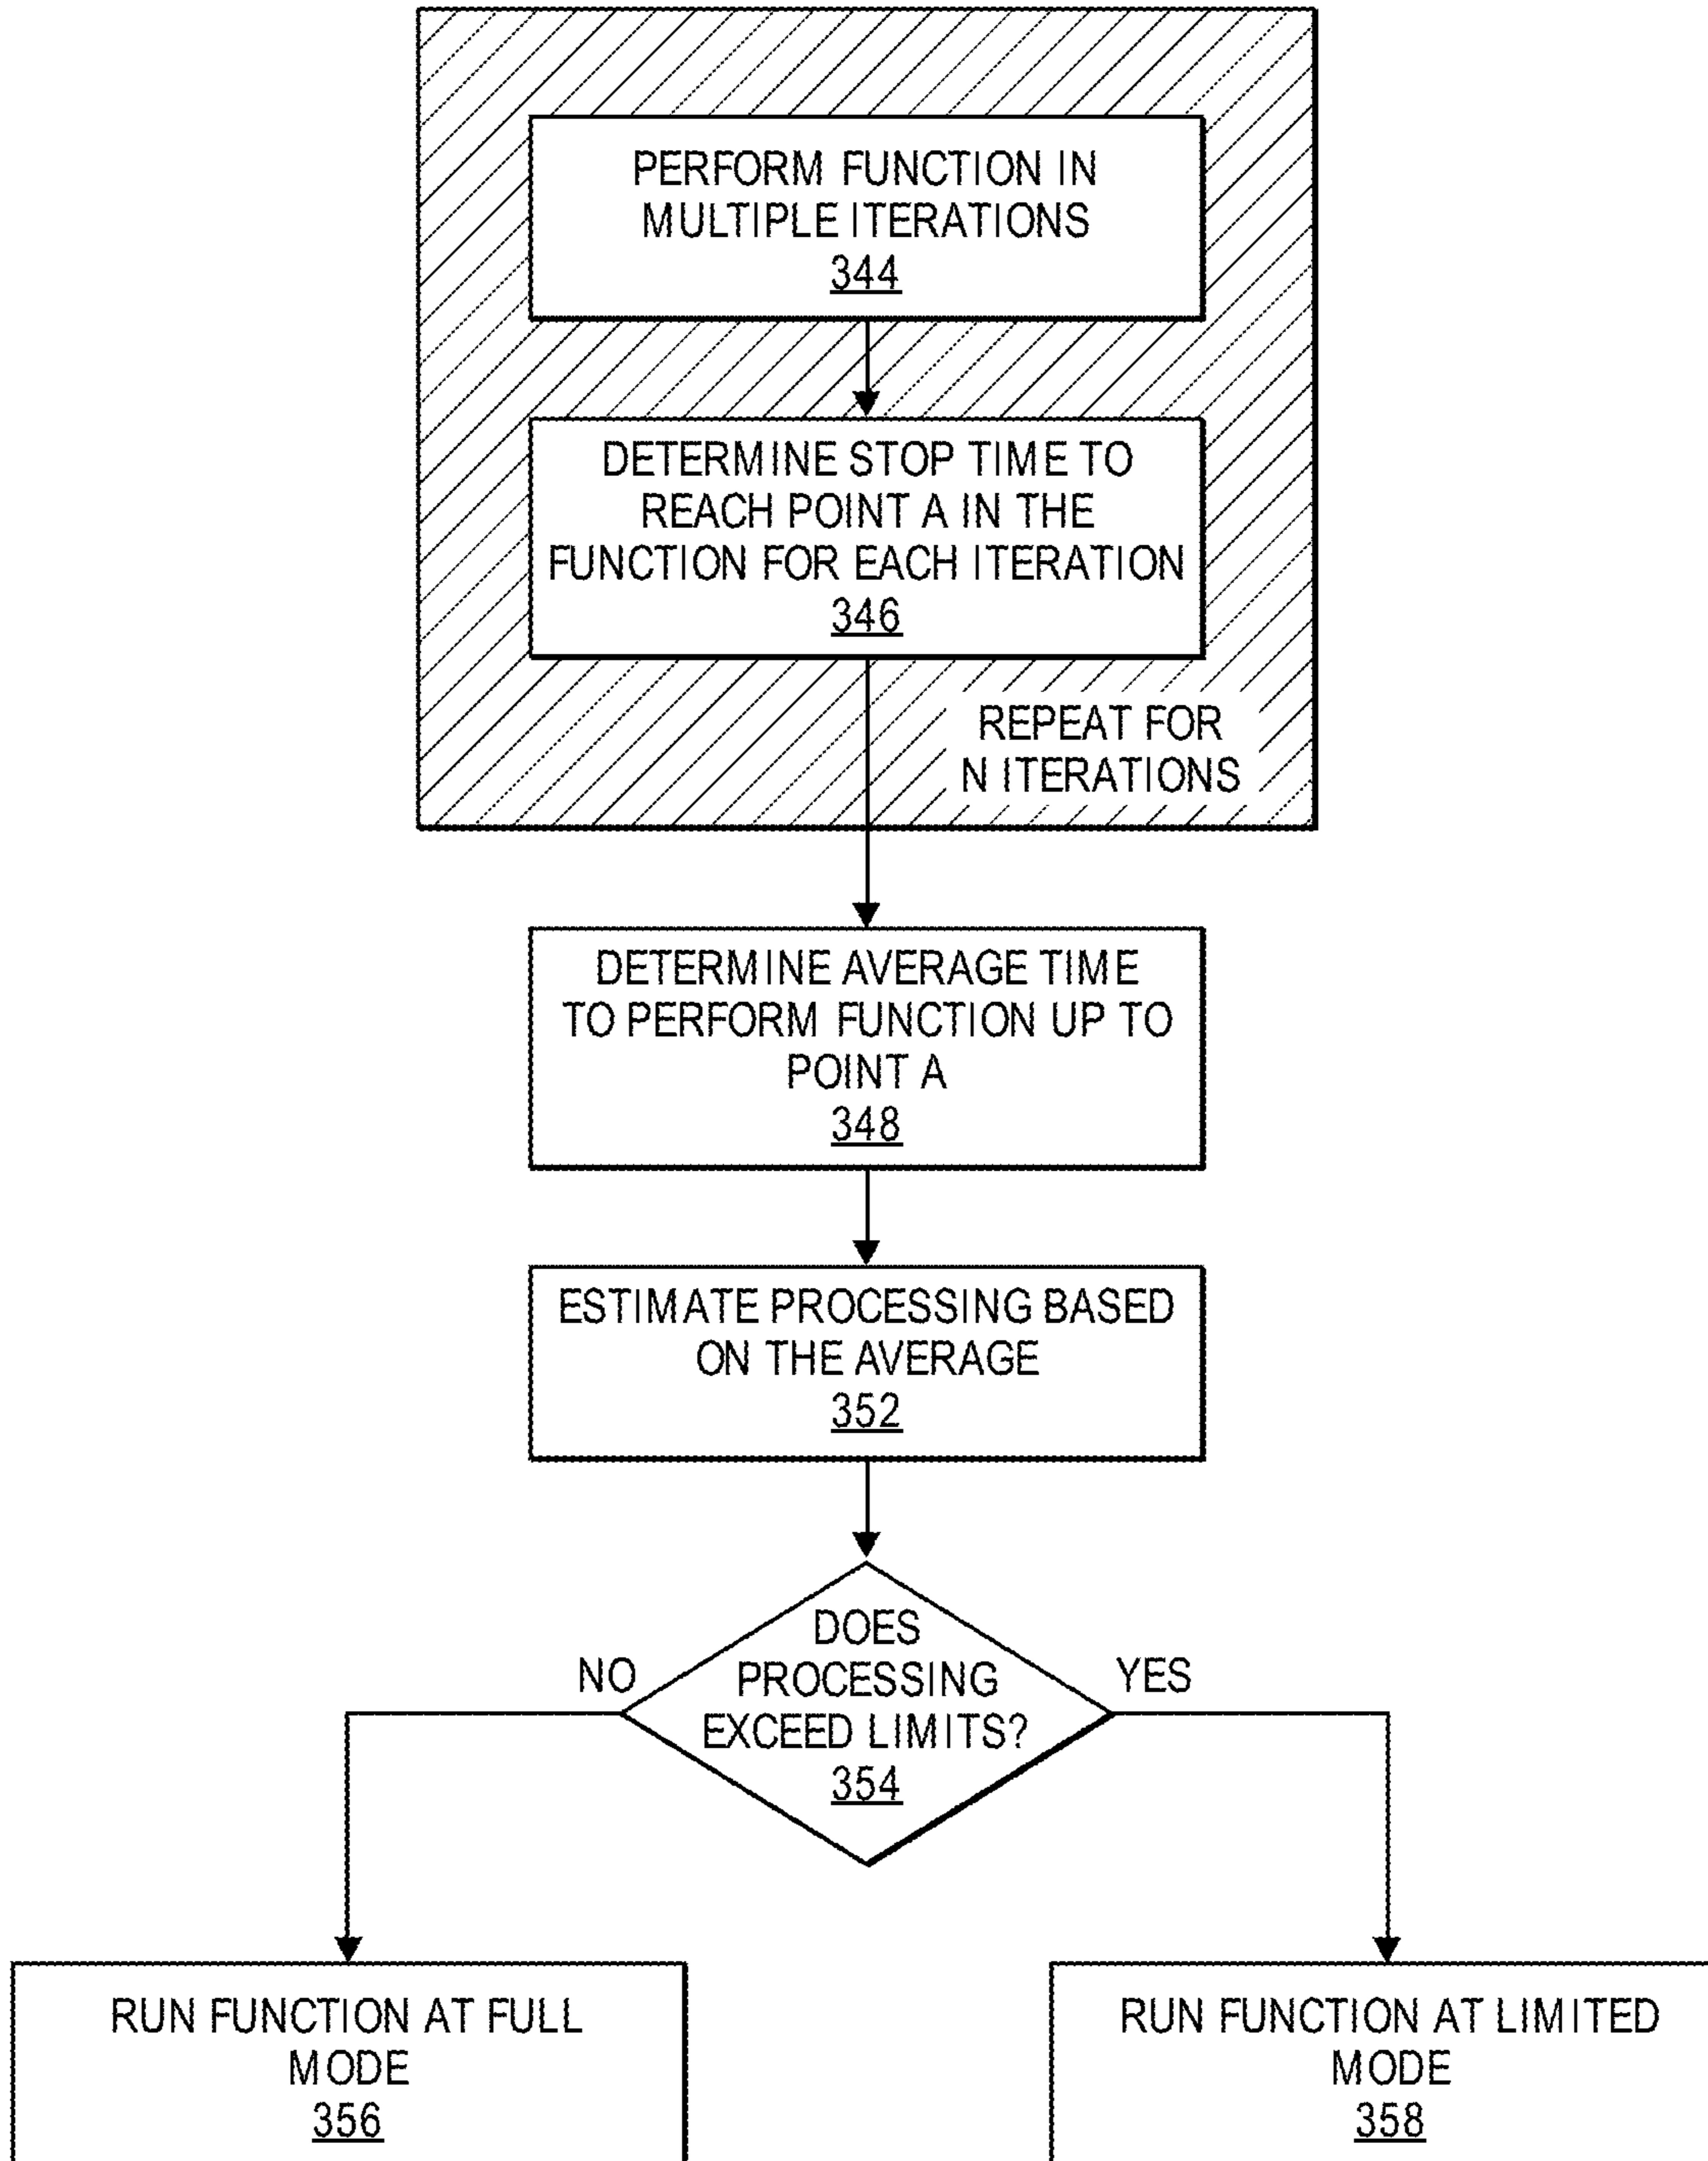 PERFORM FUNCTION IN
MULTIPLE ITERATIONS
344
DETERMINE STOP TIME TO
REACH POINT A IN THE
FUNCTION FOR EACH ITERATION
346
REPEAT FOR
N ITERATIONS
DETERMINE AVERAGE TIME
TO PERFORM FUNCTION UP TO
POINT A
348
ESTIMATE PROCESSING BASED
ON THE AVERAGE
352
DOES
PROCESSING
EXCEED LIMITS?
354
NO
YES
RUN FUNCTION AT FULL
MODE
356
RUN FUNCTION AT LIMITED
MODE
358